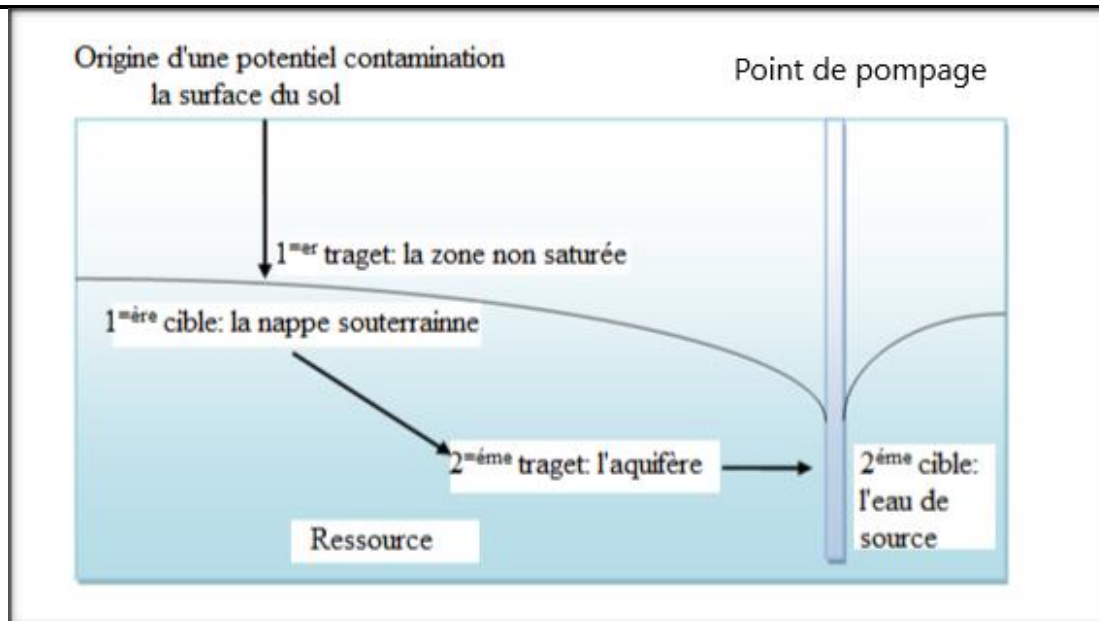 Origine d'une potentiel contamination
la surface du sol
Point de pompage
1=er traget: la zone non saturée
1=ère cible: la nappe souterrainne
2=éme traget: l'aquifère
2éme cible:
l'eau de
source
Ressource